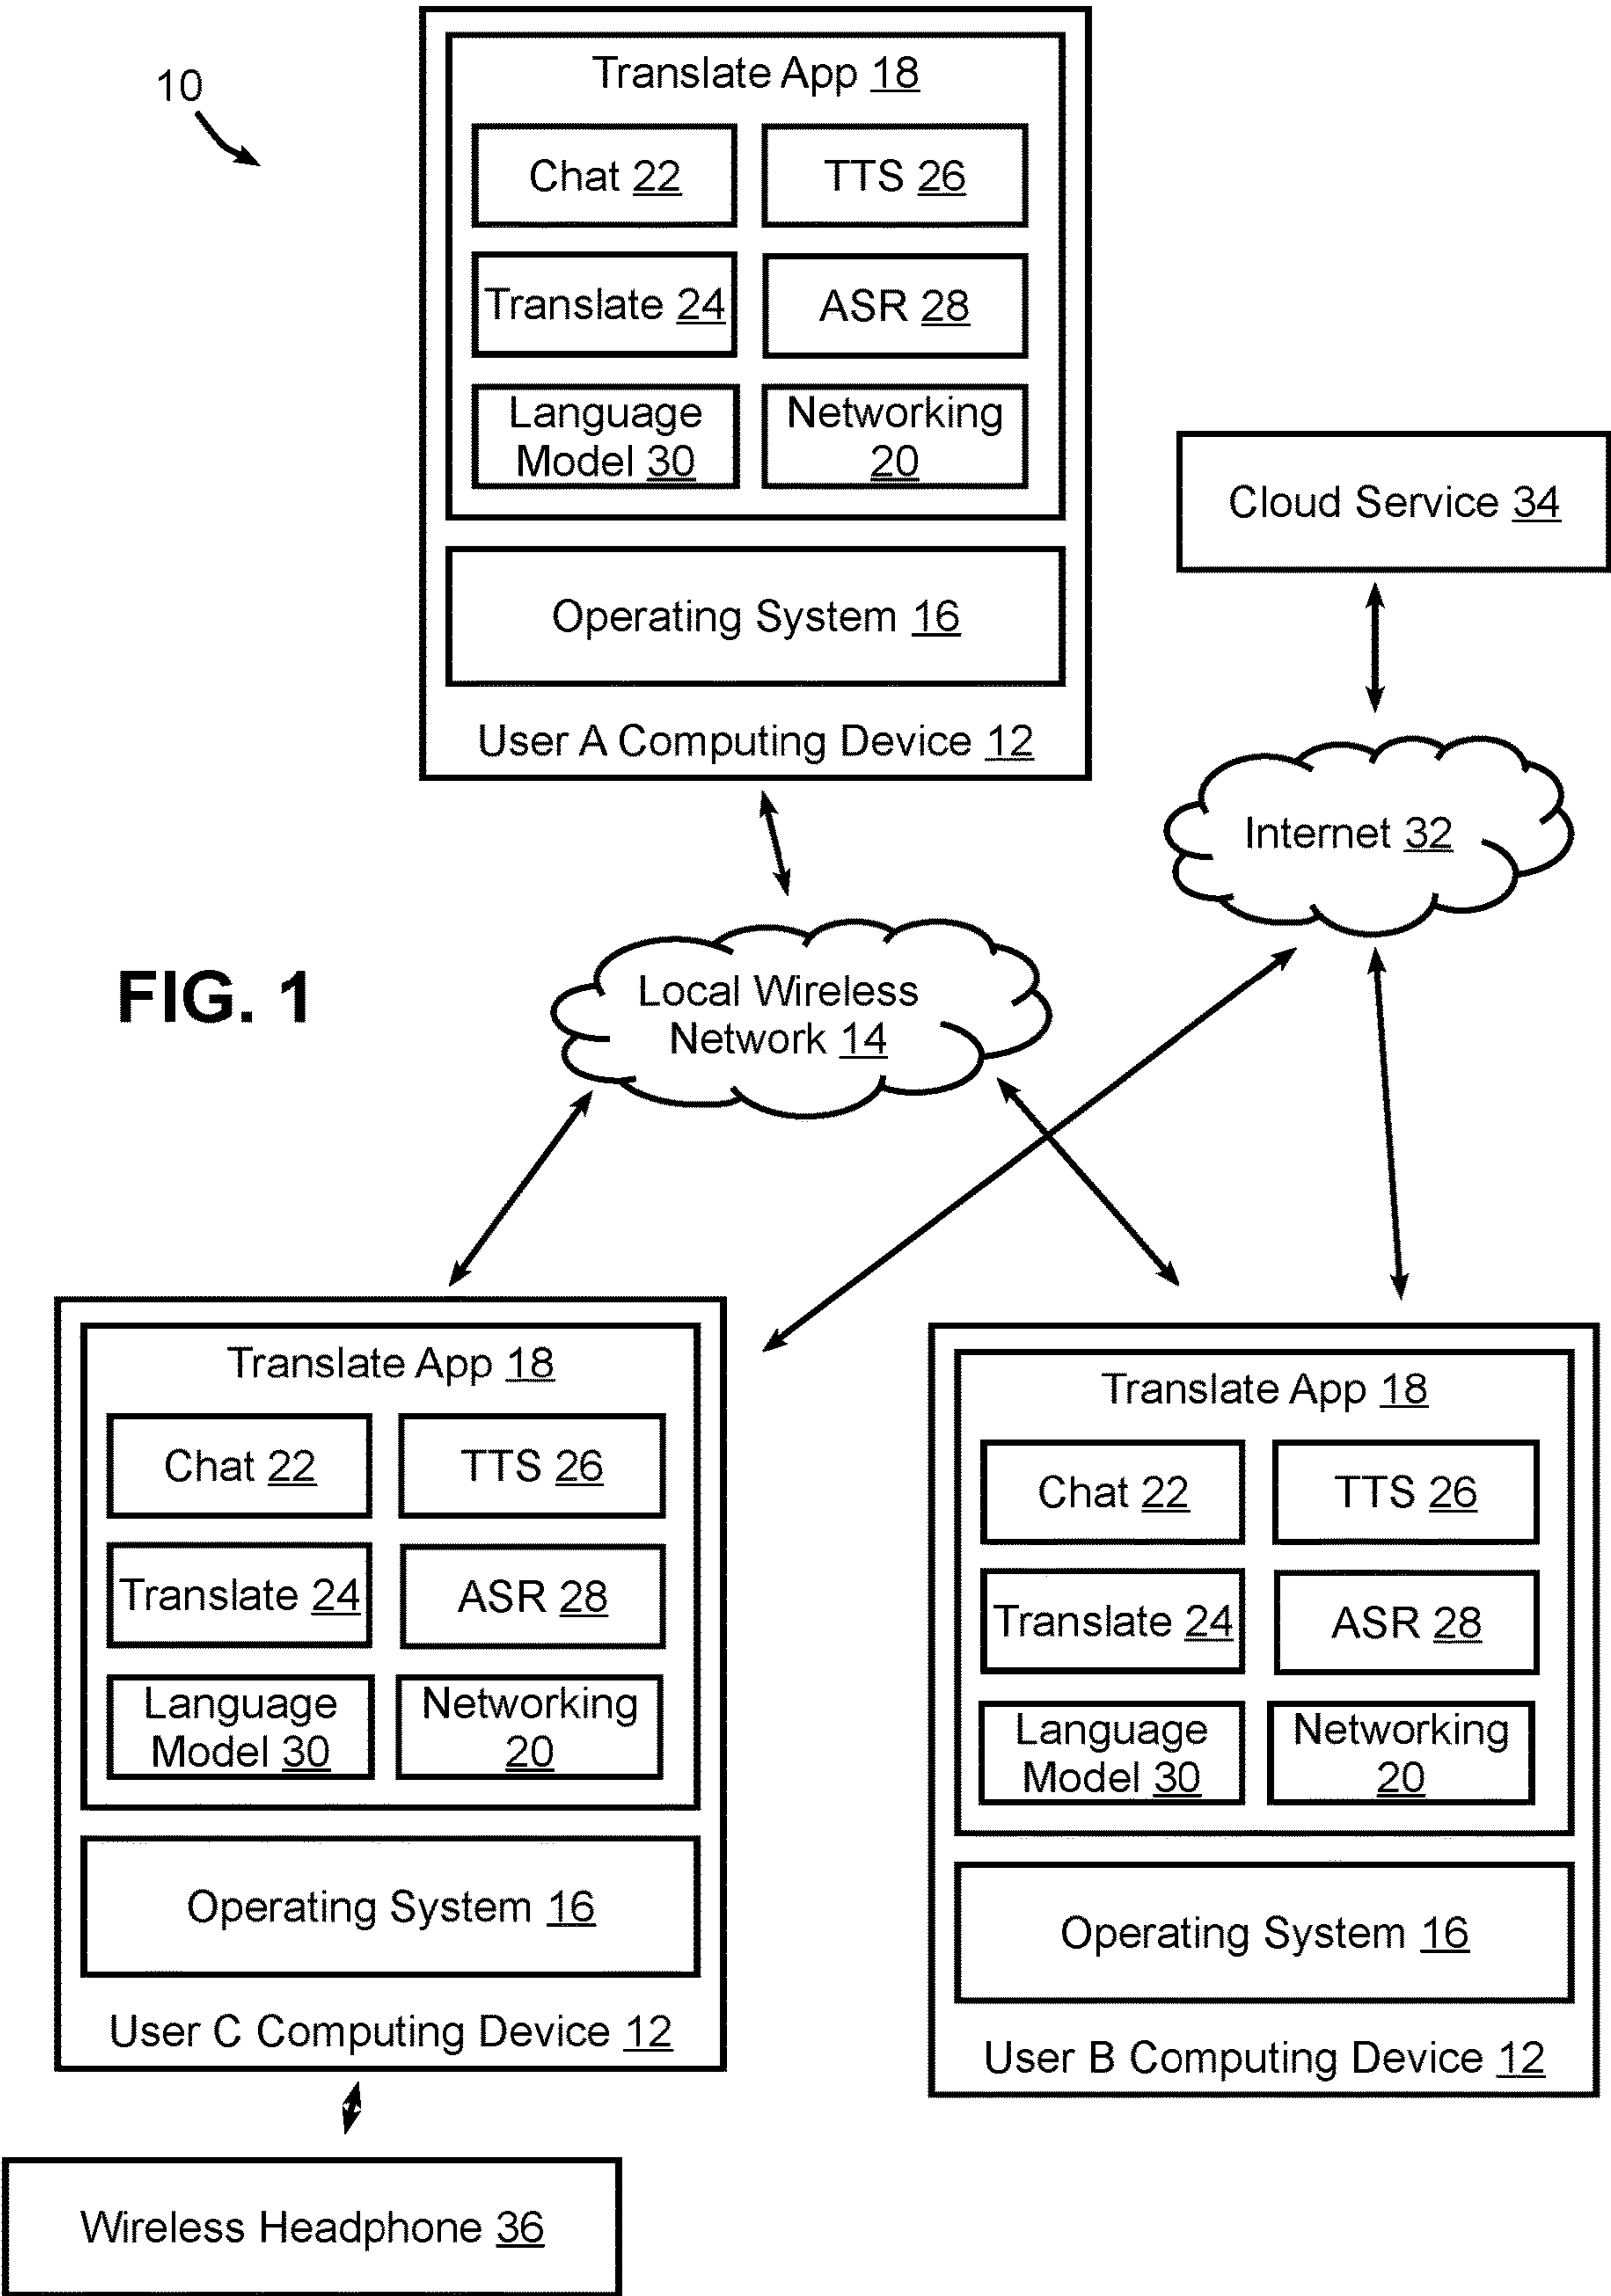 10
Translate App 18
Chat 22
TTS 26
Translate 24
ASR 28
Language
Model 30
Networking
20
Operating System 16
User A Computing Device 12
Cloud Service 34
Internet 32
FIG. 1
Local Wireless
Network 14
Translate App 18
Chat 22
TTS 26
Translate 24
ASR 28
Language
Model 30
Networking
20
Operating System 16
User C Computing Device 12
Translate App 18
Chat 22
TTS 26
Translate 24
ASR 28
Language
Model 30
Networking
20
Operating System 16
User B Computing Device 12
Wireless Headphone 36